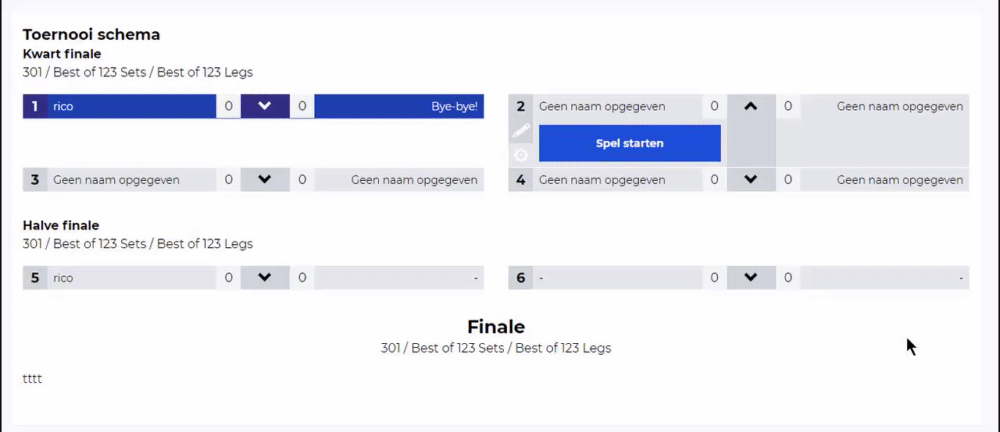 Toernooi schema
Kwart finale
301 / Best of 123 Sets / Best of 123 Legs
1 rico 0 0 Bye-bye!
2 Geen naam opgegeven 0 0 Geen naam opgegeven
Spel starten
3 Geen naam opgegeven 0 0 Geen naam opgegeven
4 Geen naam opgegeven 0 0 Geen naam opgegeven
Halve finale
301 / Best of 123 Sets / Best of 123 Legs
5 rico 0 0 -
6 - 0 0 -
Finale
301 / Best of 123 Sets / Best of 123 Legs
tttt